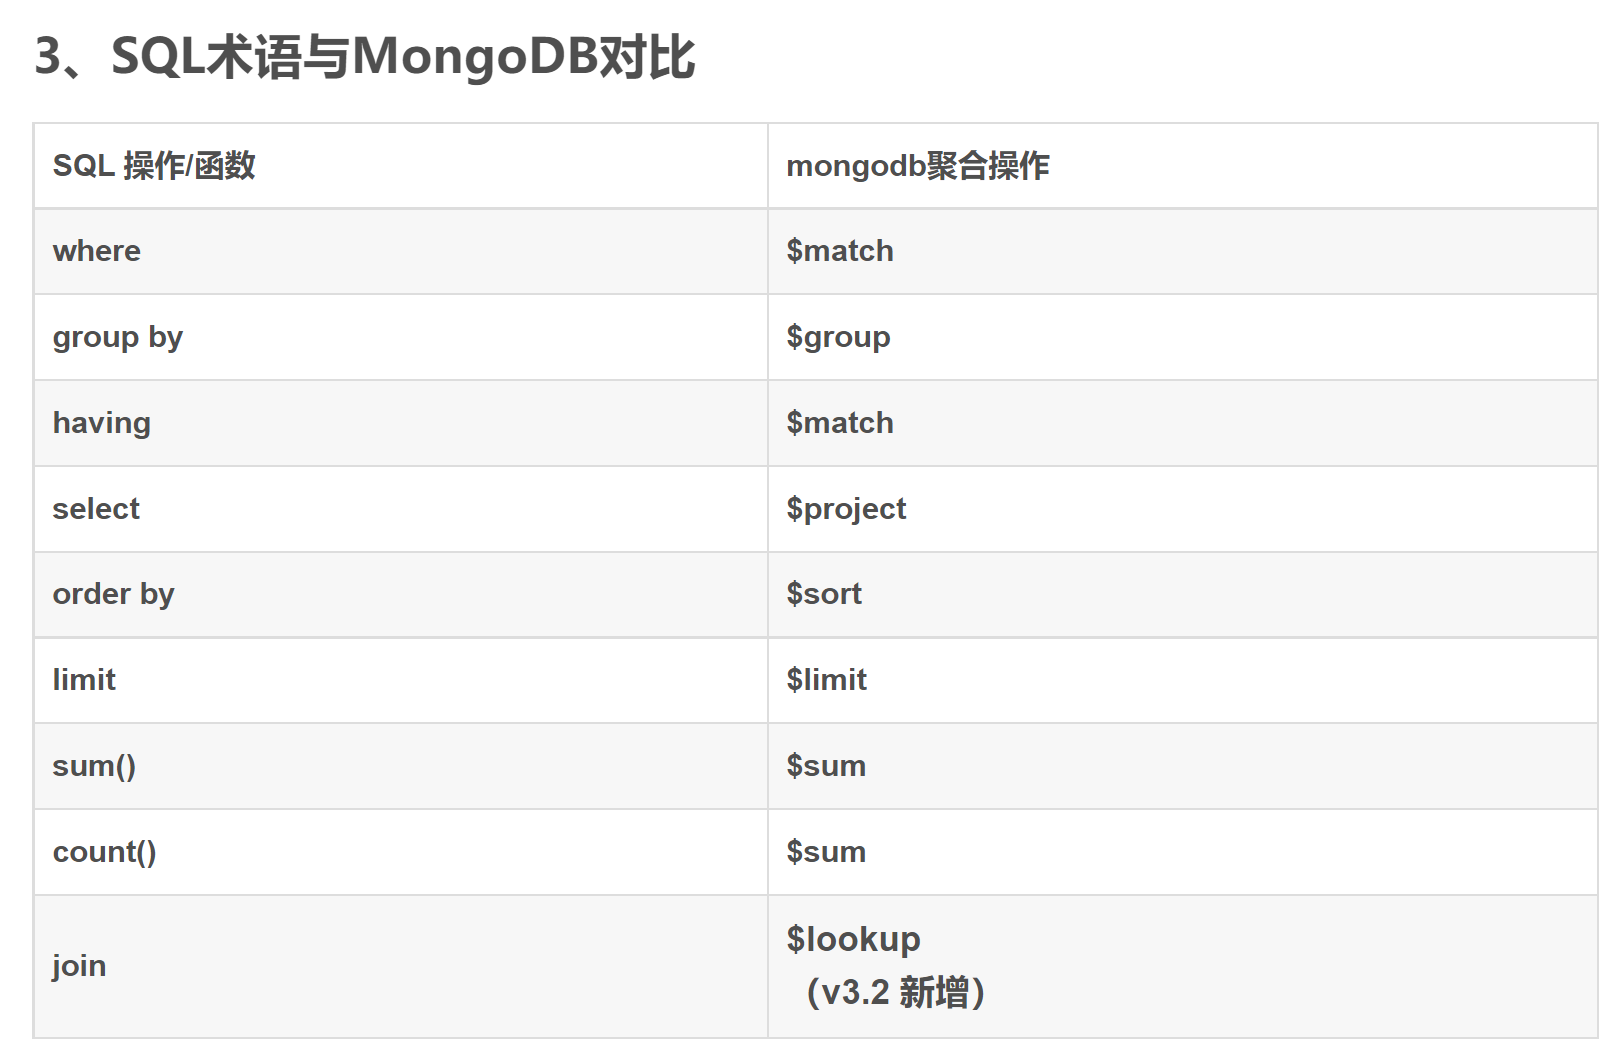 3、SQL术语与MongoDB对比
SQL 操作/函数
mongodb聚合操作
where
$match
group by
$group
having
$match
select
$project
order by
$sort
limit
$limit
sum()
$sum
count()
$sum
join
$lookup
（v3.2 新增）